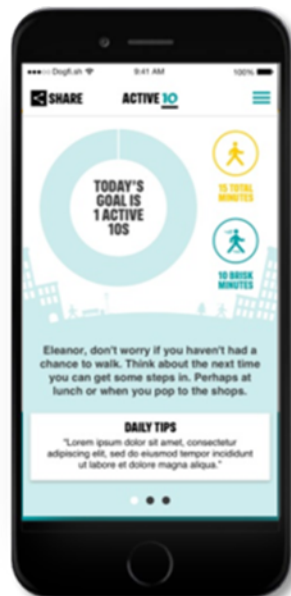 Dogfish 9:41 AM 100%
SHARE ACTIVE 10
TODAY'S
GOAL IS
1 ACTIVE
10S
15 TOTAL
MINUTES
10 BRISK
MINUTES
Eleanor, don't worry if you haven't had a
chance to walk. Think about the next time
you can get some steps in. Perhaps at
lunch or when you pop to the shops.
DAILY TIPS
"Lorem ipsum dolor sit amet, consectetur
adipiscing elit, sed do eiusmod tempor incididunt
ut labore et dolore magna aliqua."